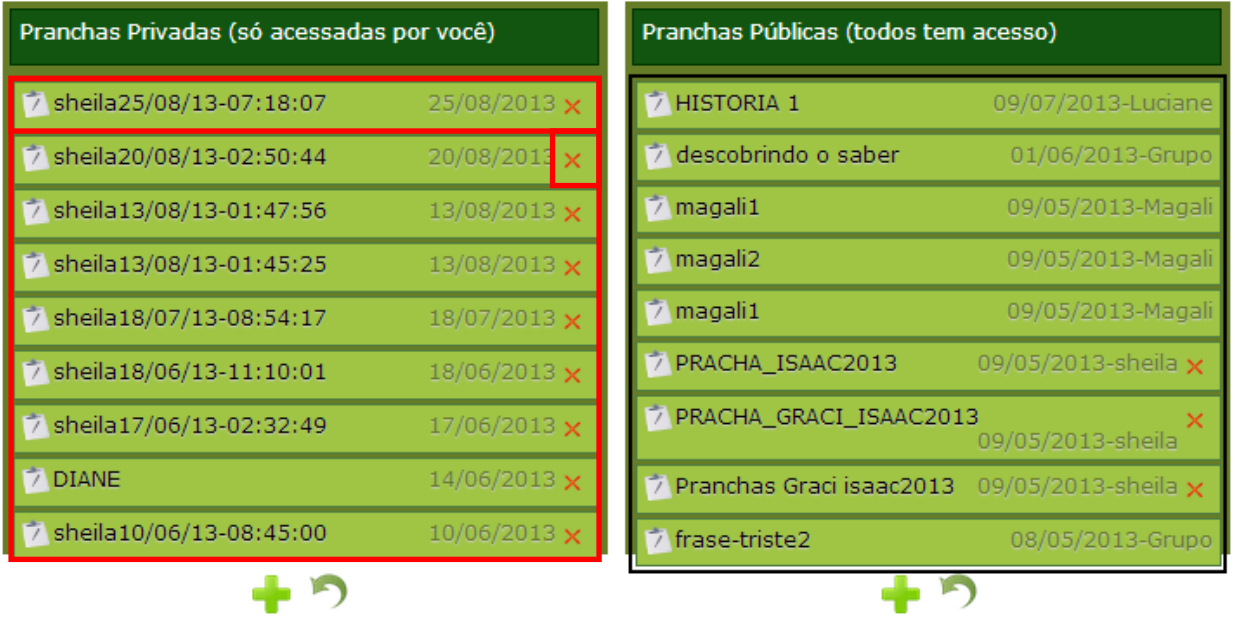 Pranchas Privadas (só acessadas por você)
sheila25/08/13-07:18:07 25/08/2013
sheila20/08/13-02:50:44 20/08/2013
sheila13/08/13-01:47:56 13/08/2013
sheila13/08/13-01:45:25 13/08/2013
sheila18/07/13-08:54:17 18/07/2013
sheila18/06/13-11:10:01 18/06/2013
sheila17/06/13-02:32:49 17/06/2013
DIANE 14/06/2013
sheila10/06/13-08:45:00 10/06/2013
Pranchas Públicas (todos tem acesso)
HISTORIA 1 09/07/2013-Luciane
descobrindo o saber 01/06/2013-Grupo
magali1 09/05/2013-Magali
magali2 09/05/2013-Magali
magali1 09/05/2013-Magali
PRACHA_ISAAC2013 09/05/2013-sheila
PRACHA_GRACI_ISAAC2013
09/05/2013-sheila
Pranchas Graci isaac2013 09/05/2013-sheila
frase-triste2 08/05/2013-Grupo